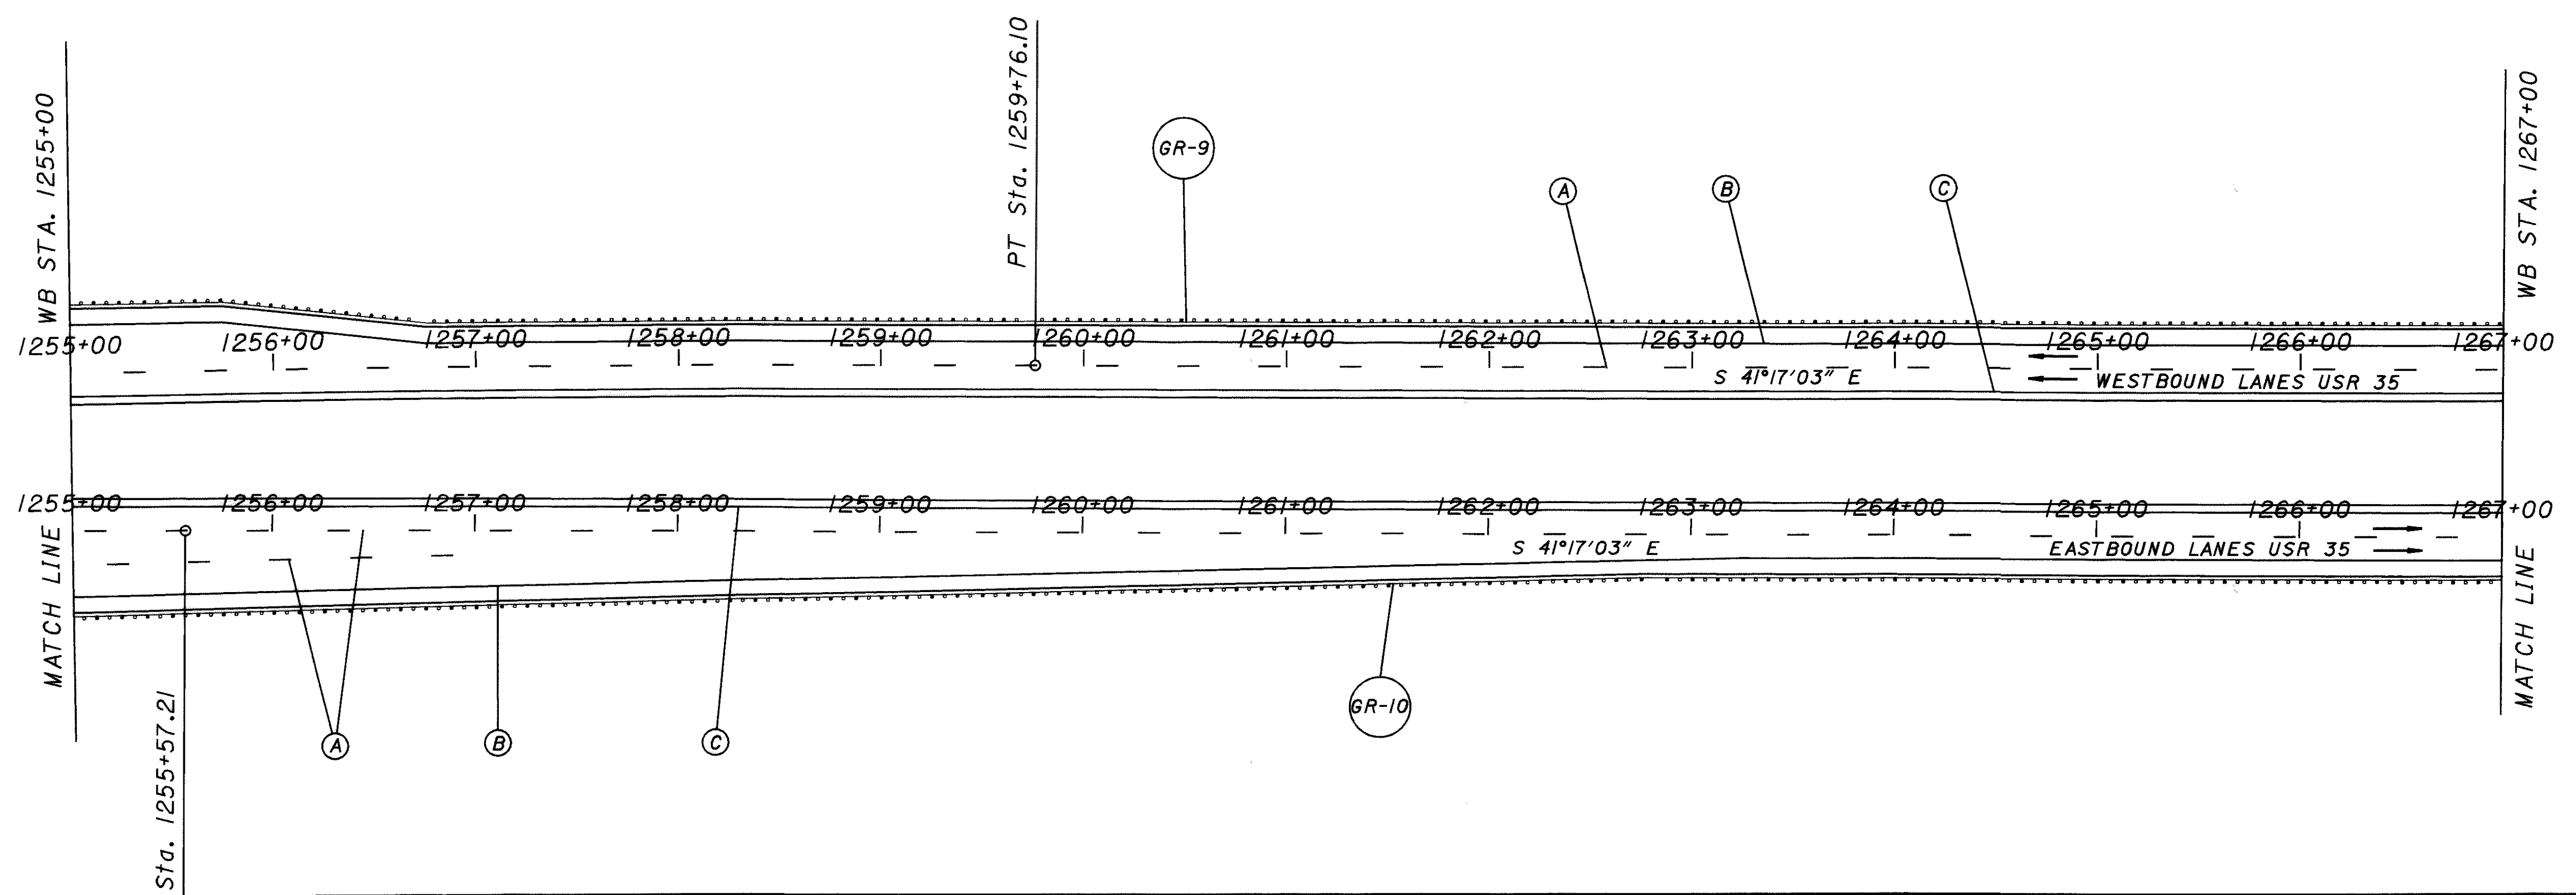 WB STA. 1255+00
PT Sta. 1259+76.10
WB STA. 1267+00
GR-9
A
B
C
1255+00
1256+00
1257+00
1258+00
1259+00
1260+00
1261+00
1262+00
1263+00
1264+00
1265+00
1266+00
1267+00
S 41°17'03" E
WESTBOUND LANES USR 35
1255+00
1256+00
1257+00
1258+00
1259+00
1260+00
1261+00
1262+00
1263+00
1264+00
1265+00
1266+00
1267+00
S 41°17'03" E
EASTBOUND LANES USR 35
MATCH LINE
MATCH LINE
GR-10
A
B
C
Sta. 1255+57.21